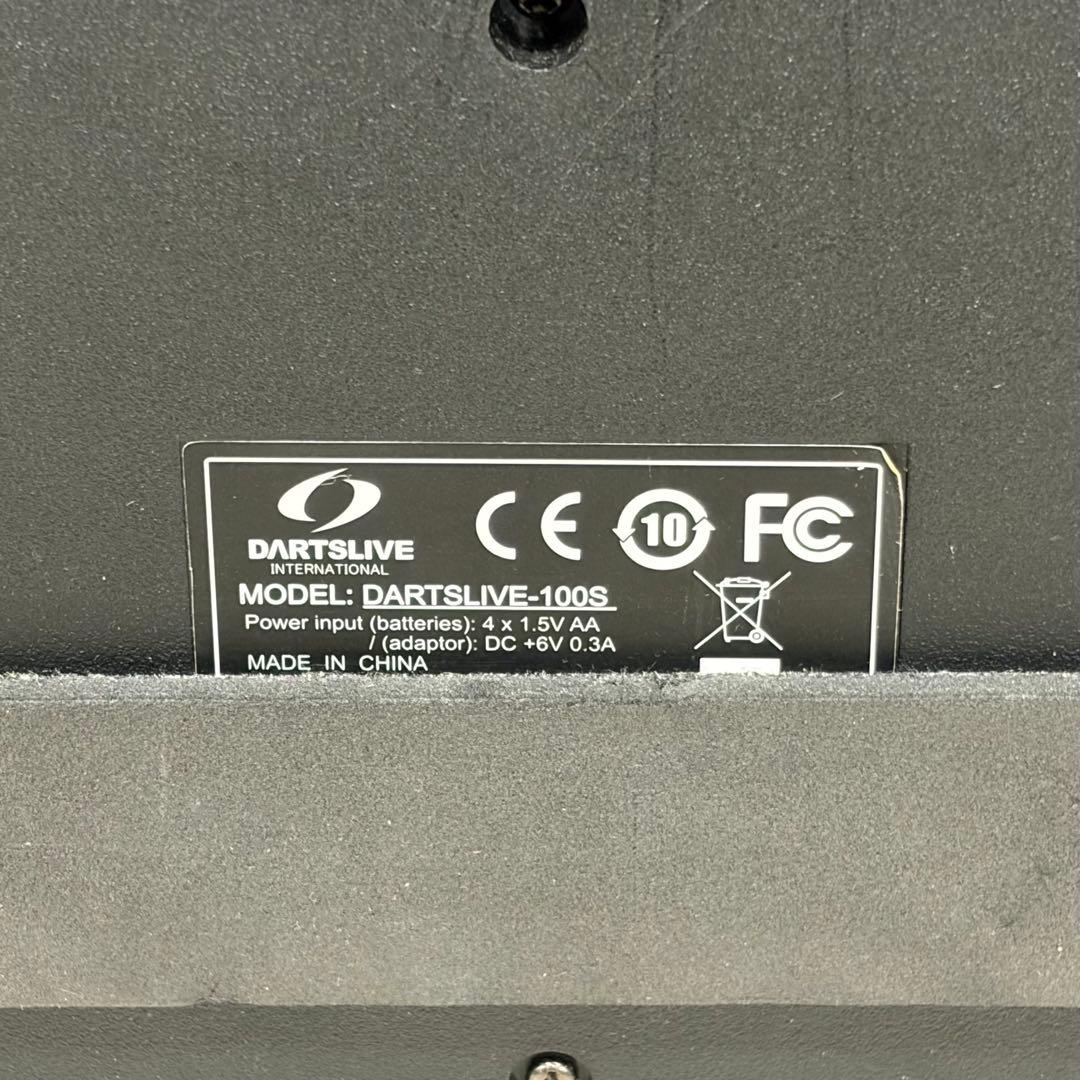 DARTSLIVE
INTERNATIONAL
CE
10
FC
MODEL: DARTSLIVE-100S
Power input (batteries): 4 x 1.5V AA
/ (adaptor): DC +6V 0.3A
MADE IN CHINA